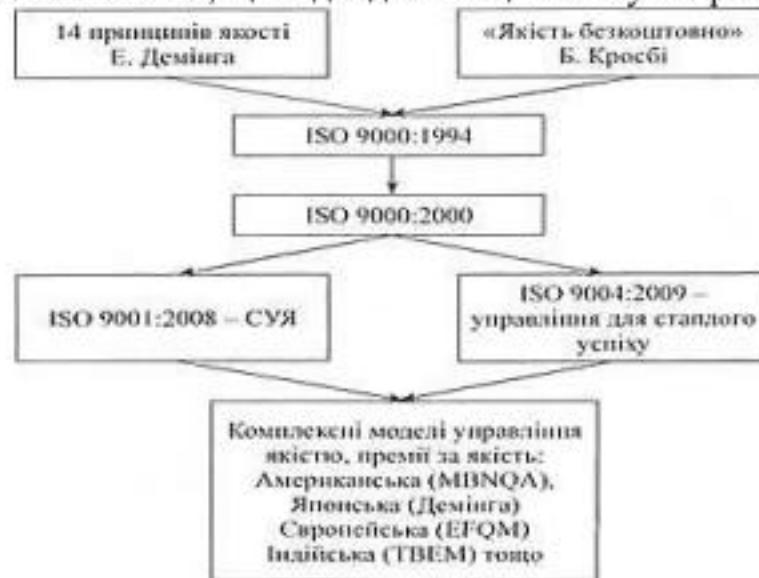 14 принципів якості
Е. Демінга
«Якість безкоштовно»
Б. Кросбі
ISO 9000:1994
ISO 9000:2000
ISO 9001:2008 – СУЯ
ISO 9004:2009 –
управління для сталого
успіху
Комплексні моделі управління
якістю, премії за якість:
Американська (MBNQA),
Японська (Демінга)
Європейська (EFQM)
Індійська (TBEM) тощо